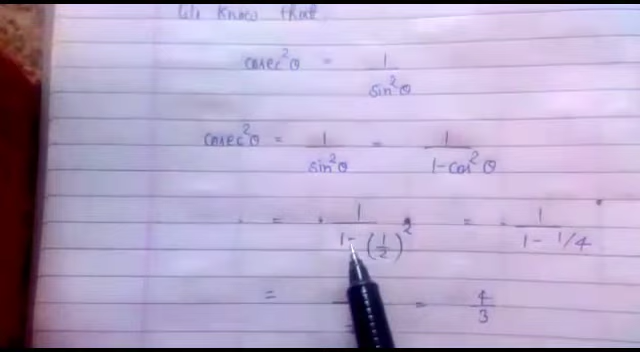 We know that
cosec²θ = 1/sin²θ
cosec²θ = 1/sin²θ = 1/1-cos²θ
= 1/1-(1/2)² = 1/1-1/4
= = 4/3